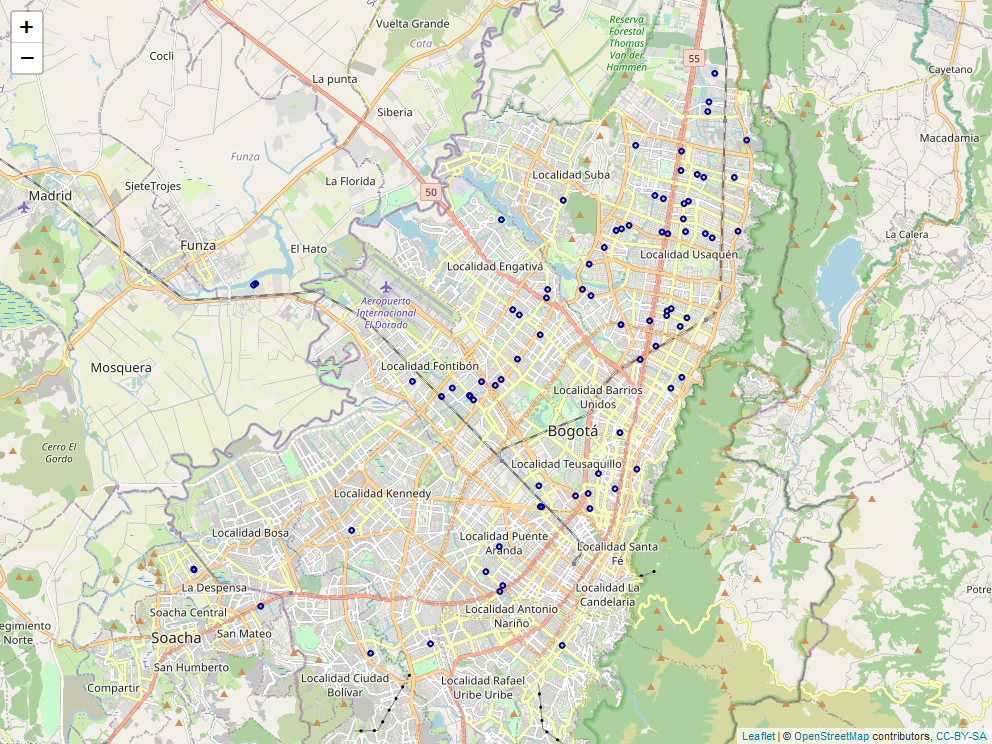 +
−
Vuelta Grande
Cota
Reserva
Forestal
Thomas
Van der
Hammen
55
Cocli
La punta
Cayetano
Siberia
Macadamia
Funza
SieteTrojes
La Florida
50
Localidad Suba
Madrid
Funza
El Hato
La Calera
Localidad Usaquén
Localidad Engativá
Aeropuerto
Internacional
El Dorado
Mosquera
Localidad Fontibón
Localidad Barrios
Unidos
Bogotá
Cerro El
Gordo
Localidad Teusaquillo
Localidad Kennedy
Localidad Bosa
Localidad Puente
Aranda
Localidad Santa
Fé
La Despensa
Localidad La
Candelaria
Soacha Central
Localidad Antonio
Nariño
egimiento
Norte
Soacha
San Mateo
Potre
San Humberto
Localidad Ciudad
Bolívar
Localidad Rafael
Uribe Uribe
Compartir
Leaflet | © OpenStreetMap contributors, CC-BY-SA